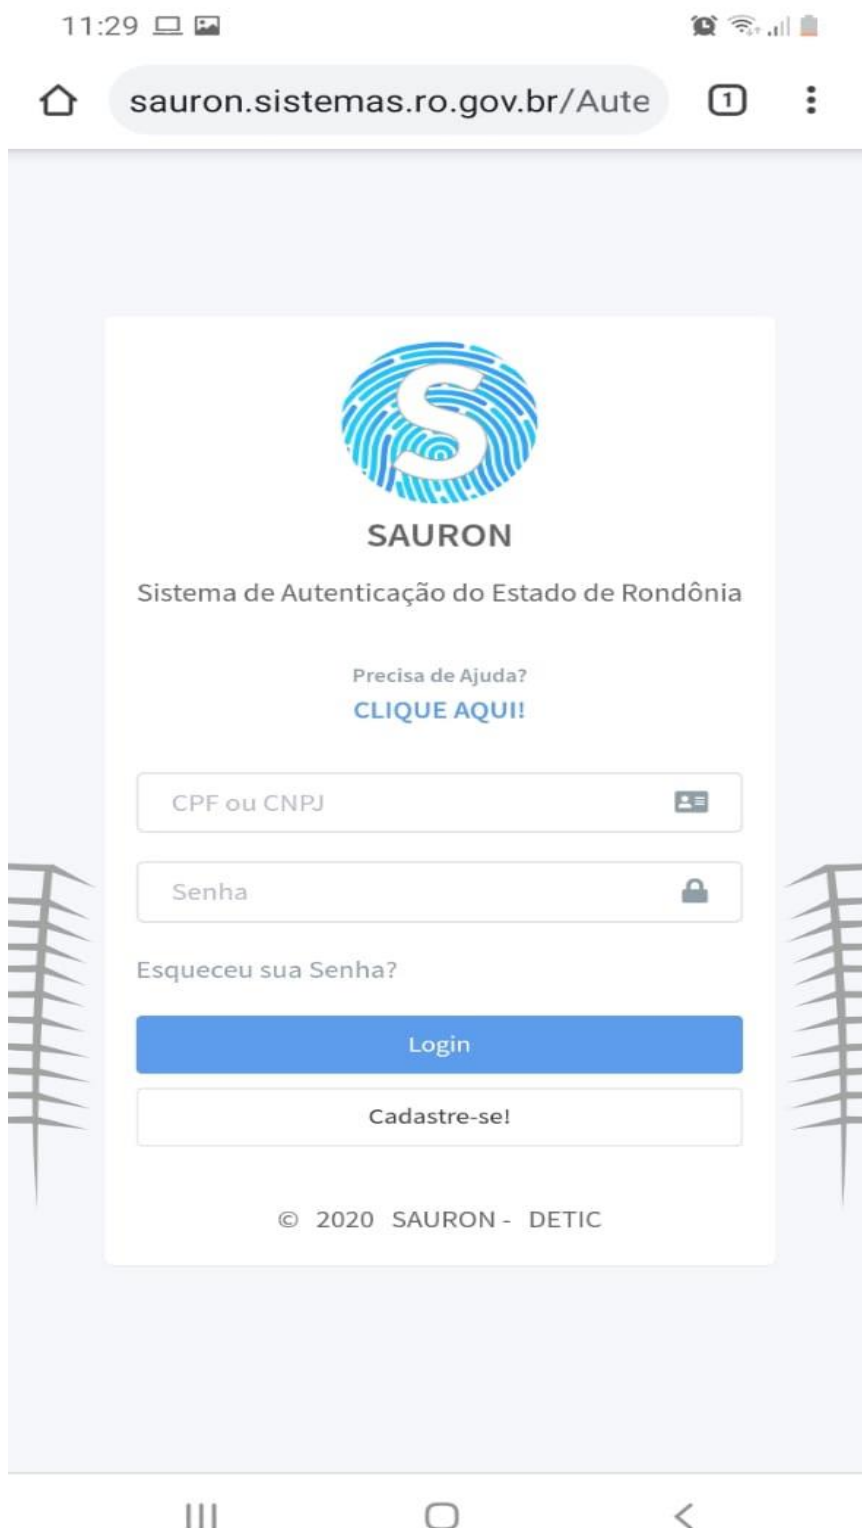 11:29
sauron.sistemas.ro.gov.br/Aute
1
S
SAURON
Sistema de Autenticação do Estado de Rondônia
Precisa de Ajuda?
CLIQUE AQUI!
CPF ou CNPJ
Senha
Esqueceu sua Senha?
Login
Cadastre-se!
© 2020 SAURON - DETIC